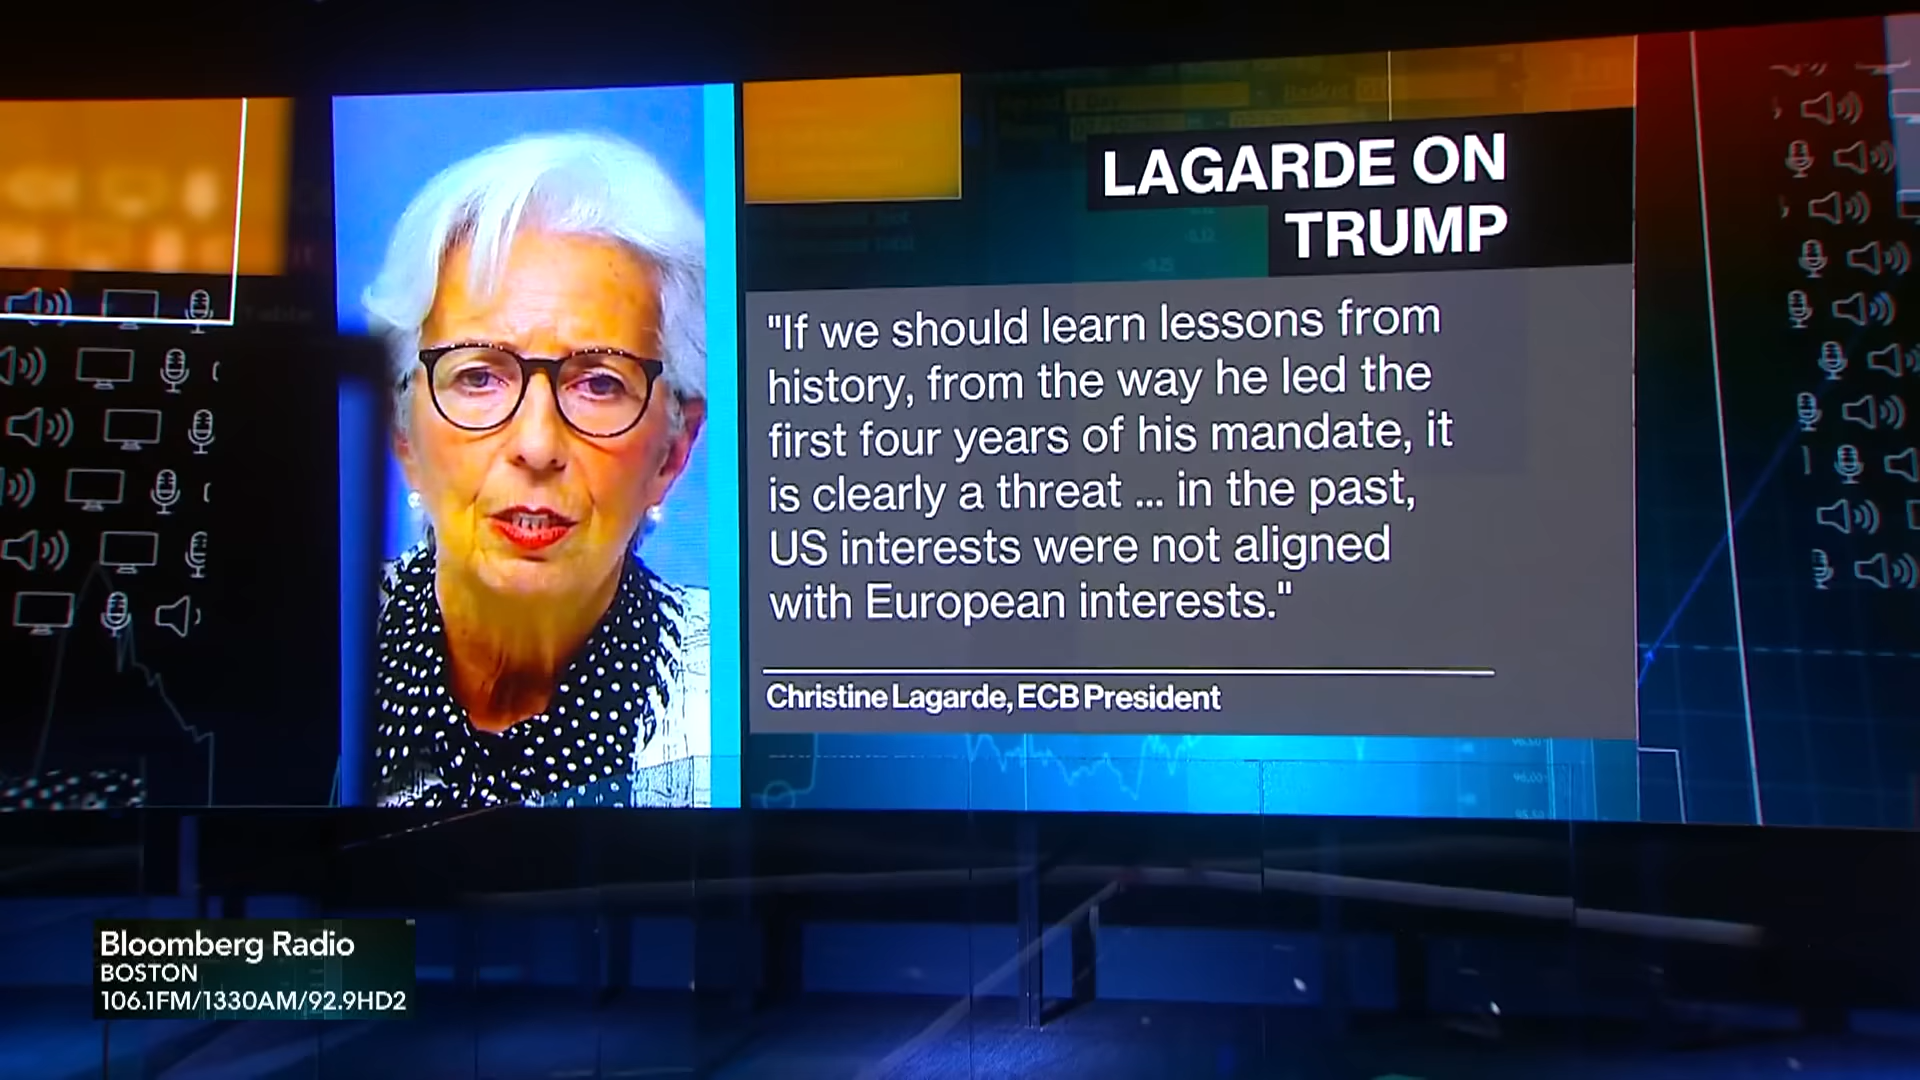 LAGARDE ON
TRUMP
"If we should learn lessons from
history, from the way he led the
first four years of his mandate, it
is clearly a threat ... in the past,
US interests were not aligned
with European interests."
Christine Lagarde, ECB President
Bloomberg Radio
BOSTON
106.1FM/1330AM/92.9HD2